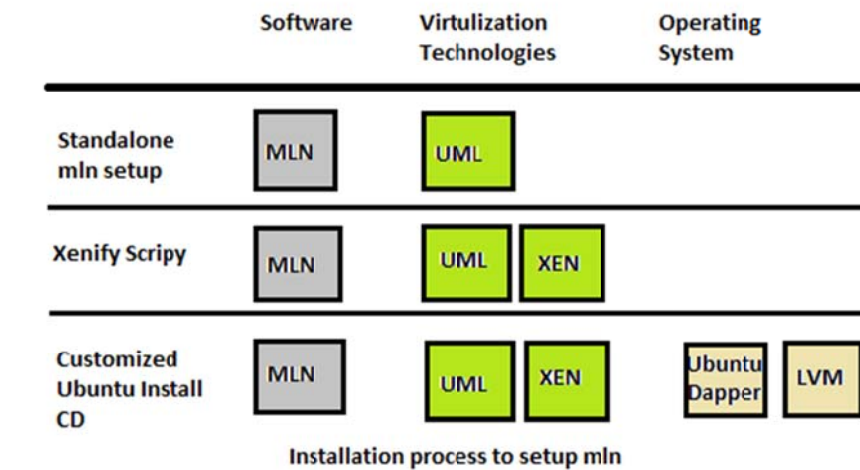 Software Virtulization Technologies Operating System
Standalone mln setup MLN UML
Xenify Scripy MLN UML XEN
Customized Ubuntu Install CD MLN UML XEN Ubuntu Dapper LVM
Installation process to setup mln